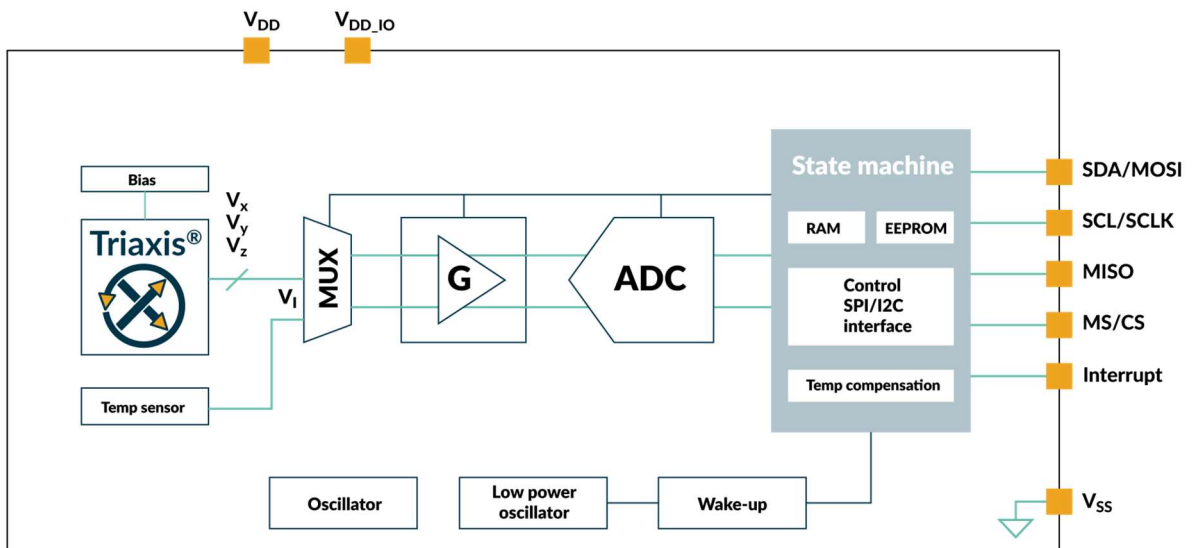 VDD
VDD_IO
Bias
Triaxis®
Vx
Vy
Vz
VI
MUX
G
ADC
State machine
RAM
EEPROM
Control
SPI/I2C
interface
Temp compensation
Temp sensor
Oscillator
Low power
oscillator
Wake-up
SDA/MOSI
SCL/SCLK
MISO
MS/CS
Interrupt
VSS